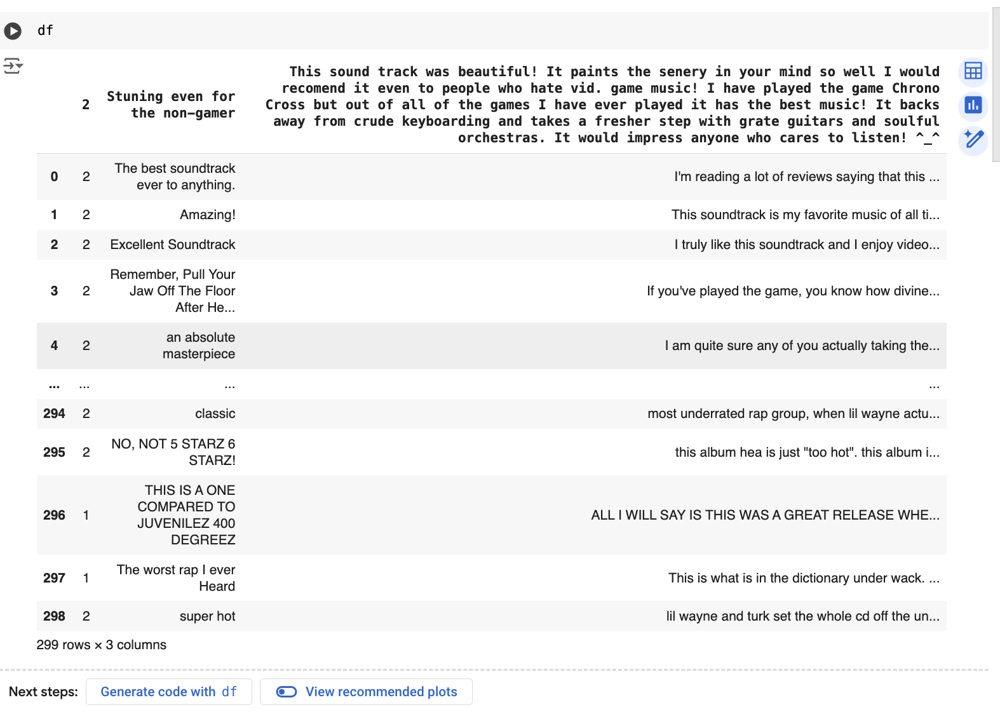 df
This sound track was beautiful! It paints the senery in your mind so well I would
recomend it even to people who hate vid. game music! I have played the game Chrono
2 Stuning even for the non-gamer Cross but out of all of the games I have ever played it has the best music! It backs
away from crude keyboarding and takes a fresher step with grate guitars and soulful
orchestras. It would impress anyone who cares to listen! ^_^
0 2 The best soundtrack
ever to anything. I'm reading a lot of reviews saying that this ...
1 2 Amazing! This soundtrack is my favorite music of all ti...
2 2 Excellent Soundtrack I truly like this soundtrack and I enjoy video...
3 2 Remember, Pull Your
Jaw Off The Floor
After He... If you've played the game, you know how divine...
4 2 an absolute
masterpiece I am quite sure any of you actually taking the...
... ... ... ...
294 2 classic most underrated rap group, when lil wayne actu...
295 2 NO, NOT 5 STARZ 6
STARZ! this album hea is just "too hot". this album i...
296 1 THIS IS A ONE
COMPARED TO
JUVENILEZ 400
DEGREEZ ALL I WILL SAY IS THIS WAS A GREAT RELEASE WHE...
297 1 The worst rap I ever
Heard This is what is in the dictionary under wack. ...
298 2 super hot lil wayne and turk set the whole cd off the un...
299 rows × 3 columns
Next steps: Generate code with df View recommended plots